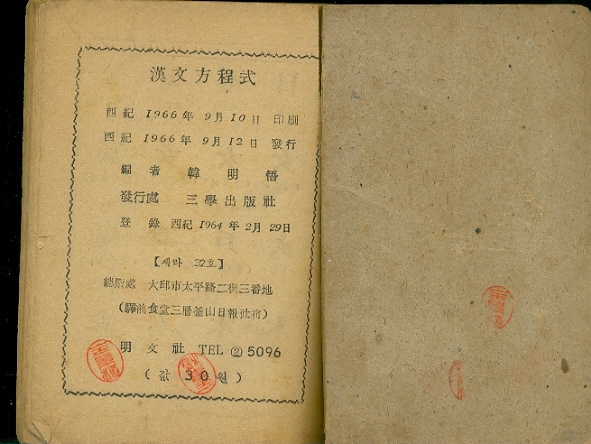 漢文方程式
西紀 1966年 9月10日 印刷
西紀 1966年 9月12日 發行
編者 韓明悟
發行處 三學出版社
登錄 西紀 1964年 2月 29日
【제라 32호】
總販處 大邱市太平路二街三番地
(驛前食堂三層釜山日報社)
明文社 TEL ② 5096
(값 30원)